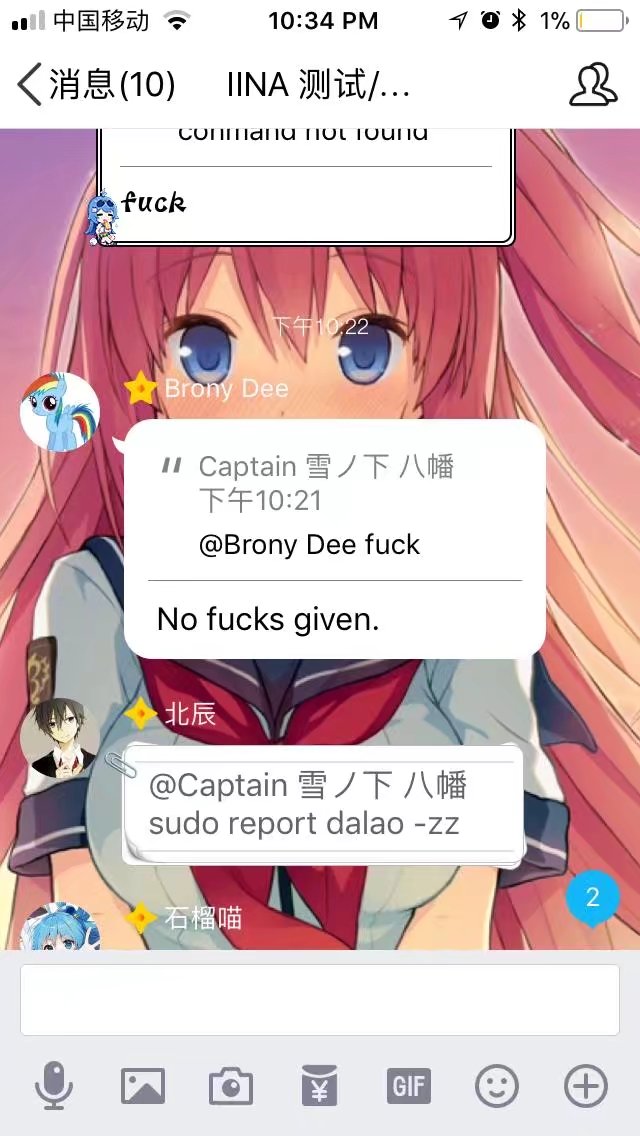 中国移动 10:34 PM 1%
消息(10) IINA 测试/...
command not found
fuck
下午10:22
Brony Dee
Captain 雪ノ下 八幡
下午10:21
@Brony Dee fuck
No fucks given.
北辰
@Captain 雪ノ下 八幡
sudo report dalao -zz
2
石榴喵
¥
GIF